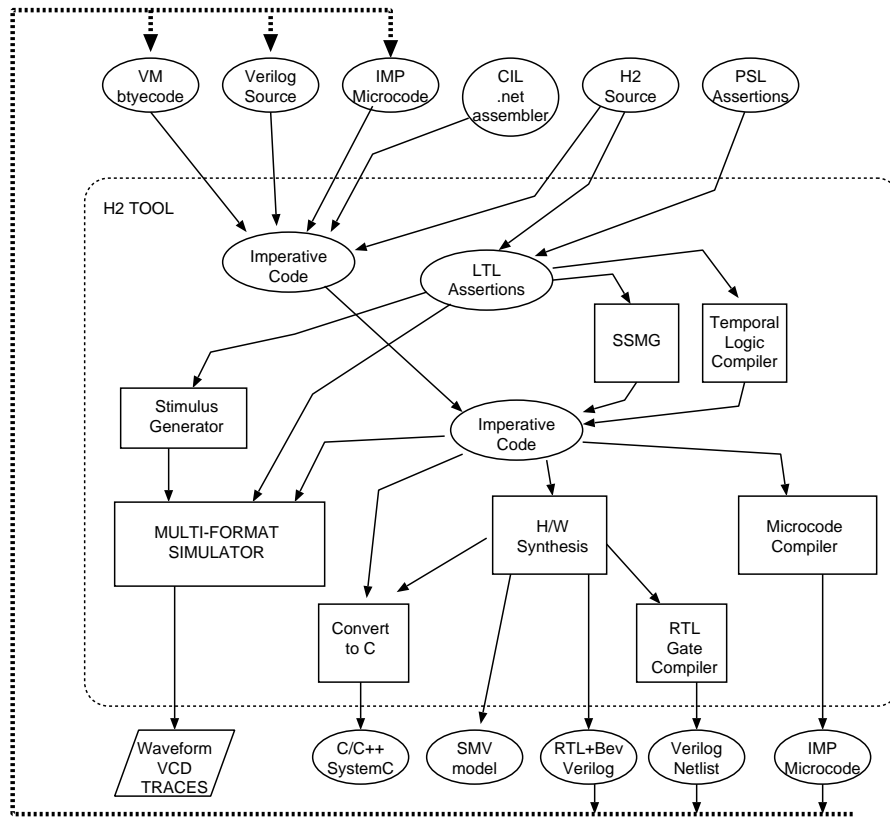 VM
btyecode
Verilog
Source
IMP
Microcode
CIL
.net
assembler
H2
Source
PSL
Assertions
H2 TOOL
Imperative
Code
LTL
Assertions
SSMG
Temporal
Logic
Compiler
Stimulus
Generator
Imperative
Code
MULTI-FORMAT
SIMULATOR
H/W
Synthesis
Microcode
Compiler
Convert
to C
RTL
Gate
Compiler
Waveform
VCD
TRACES
C/C++
SystemC
SMV
model
RTL+Bev
Verilog
Verilog
Netlist
IMP
Microcode